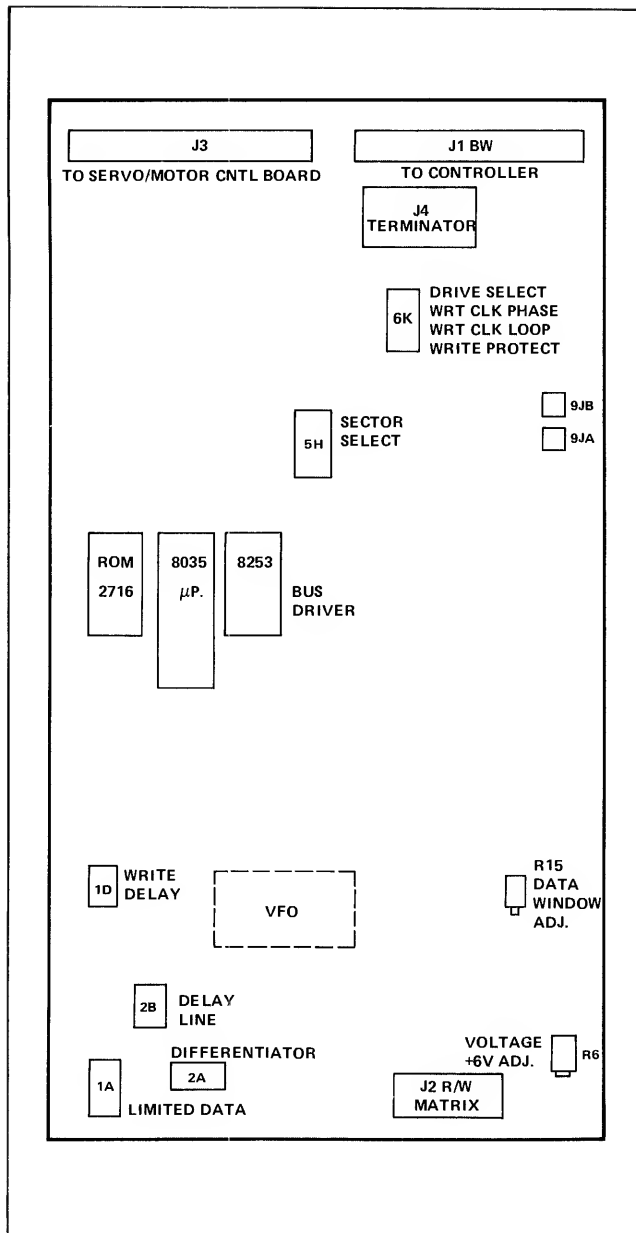 J3
TO SERVO/MOTOR CNTL BOARD
J1 BW
TO CONTROLLER
J4
TERMINATOR
6K
DRIVE SELECT
WRT CLK PHASE
WRT CLK LOOP
WRITE PROTECT
9JB
9JA
5H
SECTOR
SELECT
ROM
2716
8035
μP.
8253
BUS
DRIVER
1D
WRITE
DELAY
VFO
R15
DATA
WINDOW
ADJ.
2B
DELAY
LINE
DIFFERENTIATOR
2A
1A
LIMITED DATA
VOLTAGE
+6V ADJ.
R6
J2 R/W
MATRIX